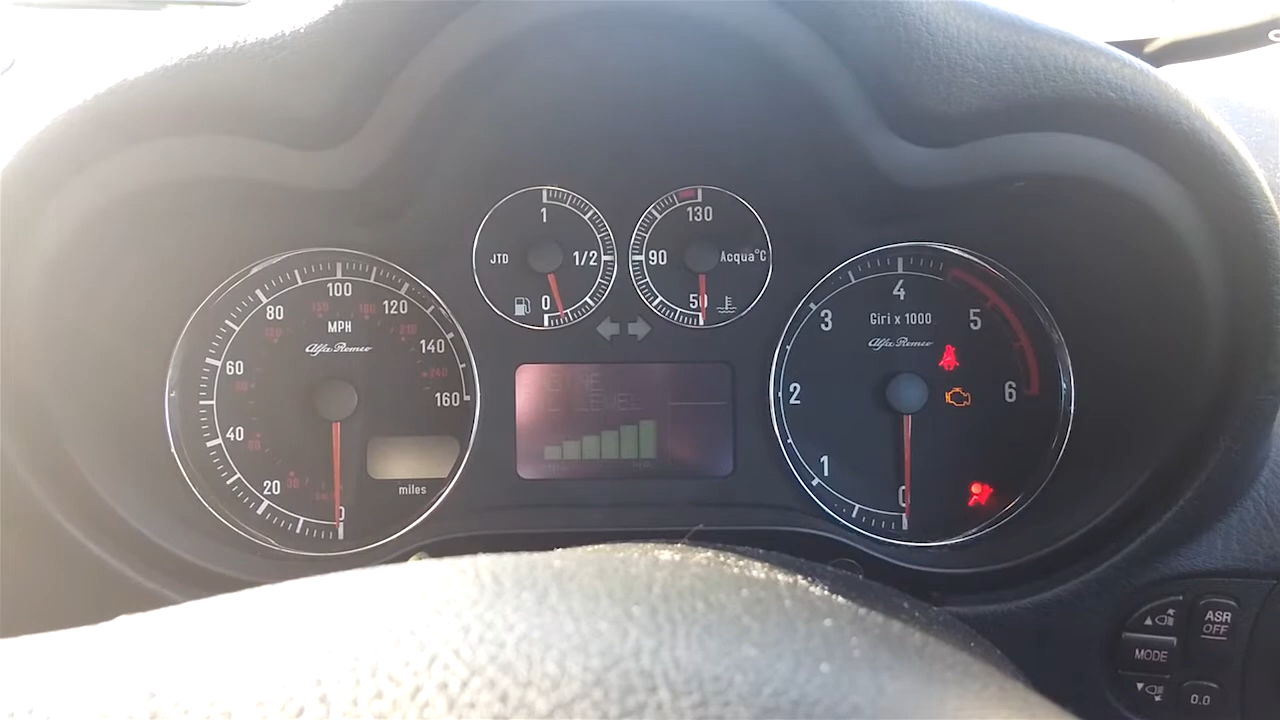 1
JTD
1/2
0
130
90
Acqua°C
50
100
80
120
MPH
Alfa Romeo
60
140
160
40
20
0
miles
LEVEL
4
Giri x 1000
3
5
Alfa Romeo
2
6
1
0
ASR
OFF
MODE
0.0